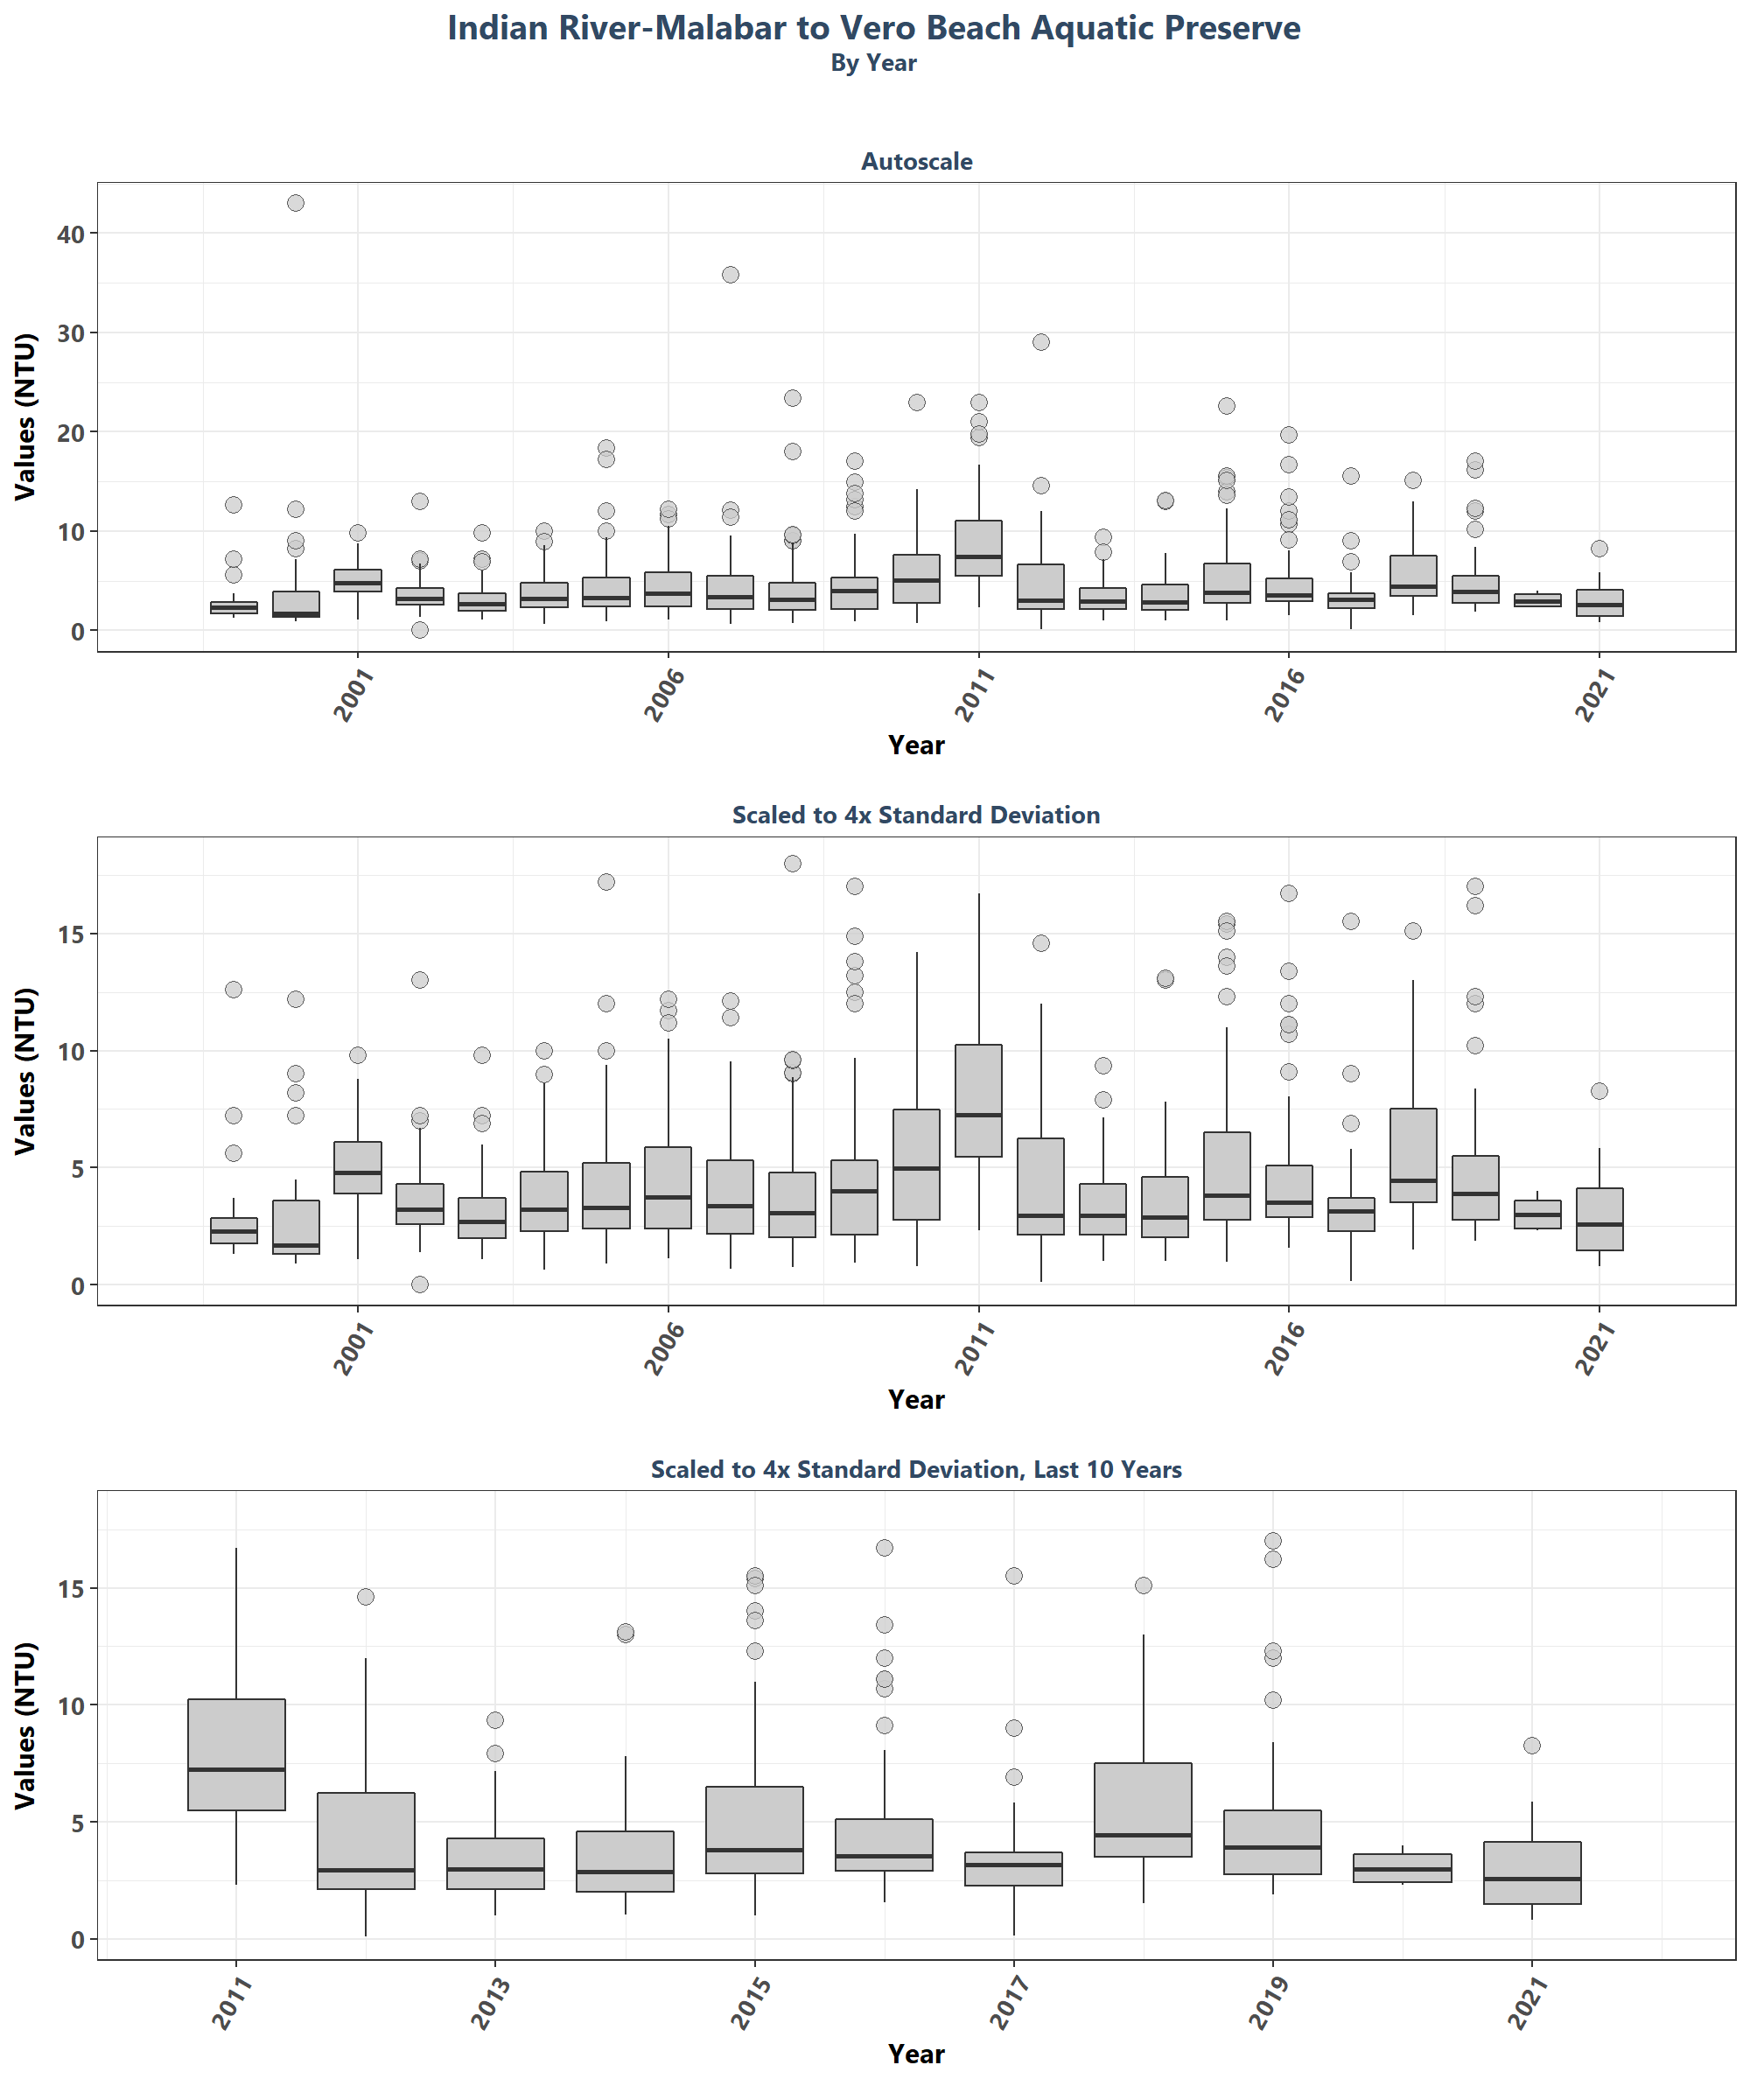 Indian River-Malabar to Vero Beach Aquatic Preserve
By Year
Autoscale
Values (NTU)
40
30
20
10
0
2001
2006
2011
2016
2021
Year
Scaled to 4x Standard Deviation
Values (NTU)
15
10
5
0
2001
2006
2011
2016
2021
Year
Scaled to 4x Standard Deviation, Last 10 Years
Values (NTU)
15
10
5
0
2011
2013
2015
2017
2019
2021
Year